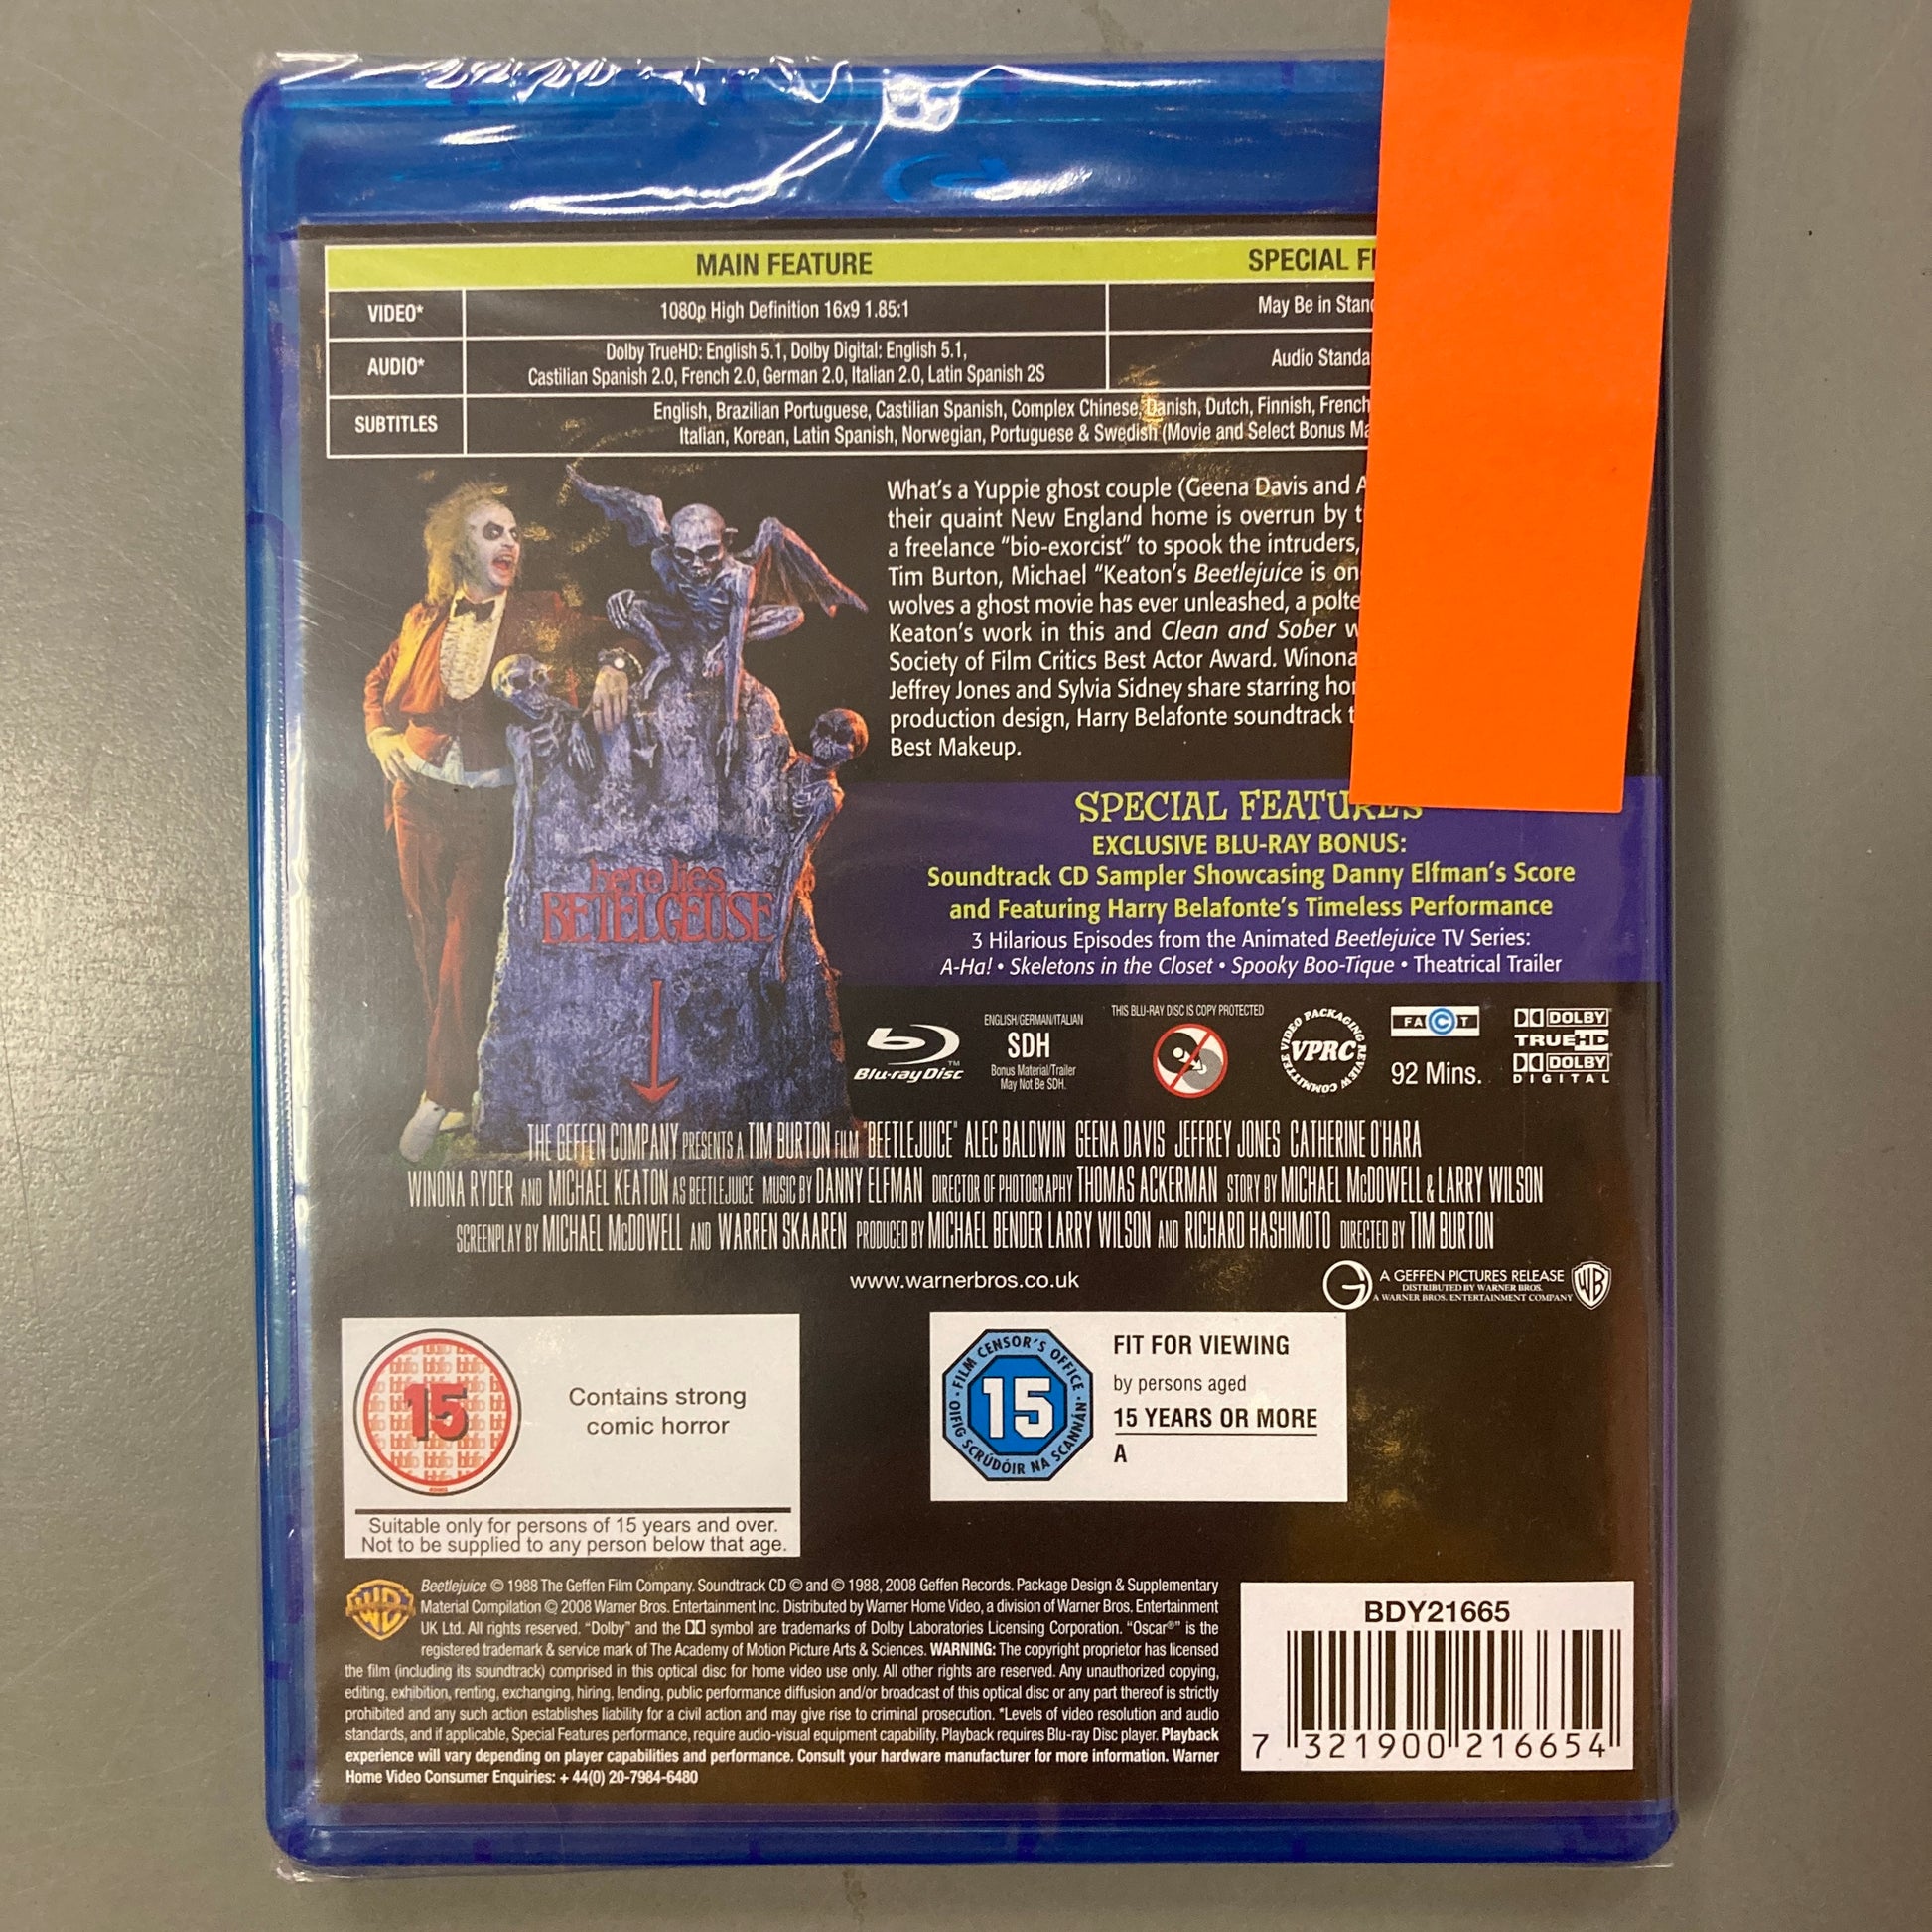 MAIN FEATURE SPECIAL
VIDEO* 1080p High Definition 16x9 1.85:1 May Be in
AUDIO* Dolby TrueHD: English 5.1, Dolby Digital: English 5.1,
Castilian Spanish 2.0, French 2.0, German 2.0, Italian 2.0, Latin Spanish 2S Audio
SUBTITLES English, Brazilian Portuguese, Castilian Spanish, Complex Chinese, Danish, Dutch, Finnish, French
Italian, Korean, Latin Spanish, Norwegian, Portuguese & Swedish (Movie and Select Bonus
What's a Yuppie ghost couple (Geena Davis and
their quaint New England home is overrun by
a freelance "bio-exorcist" to spook the intruders,
Tim Burton, Michael "Keaton's Beetlejuice is
wolves a ghost movie has ever unleashed, a
Keaton's work in this and Clean and Sober
Society of Film Critics Best Actor Award. Winona
Jeffrey Jones and Sylvia Sidney share starring
production design, Harry Belafonte soundtrack
Best Makeup.
here lies
BETELGEUSE
SPECIAL FEATURES
EXCLUSIVE BLU-RAY BONUS:
Soundtrack CD Sampler Showcasing Danny Elfman's Score
and Featuring Harry Belafonte's Timeless Performance
3 Hilarious Episodes from the Animated Beetlejuice TV Series:
A-Ha! • Skeletons in the Closet • Spooky Boo-Tique • Theatrical Trailer
Blu-ray Disc™
ENGLISH/GERMAN/ITALIAN
SDH
Bonus Material/Trailer
May Not Be SDH.
THIS BLU-RAY DISC IS COPY PROTECTED
VIDEO PACKAGING REVIEW COMMITTEE
VPRC
FACT
92 Mins.
DOLBY
TRUEHD
DOLBY
DIGITAL
THE GEFFEN COMPANY PRESENTS A TIM BURTON FILM "BEETLEJUICE" ALEC BALDWIN GEENA DAVIS JEFFREY JONES CATHERINE O'HARA
WINONA RYDER AND MICHAEL KEATON AS BEETLEJUICE MUSIC BY DANNY ELFMAN DIRECTOR OF PHOTOGRAPHY THOMAS ACKERMAN STORY BY MICHAEL McDOWELL & LARRY WILSON
SCREENPLAY BY MICHAEL McDOWELL AND WARREN SKAAREN PRODUCED BY MICHAEL BENDER LARRY WILSON AND RICHARD HASHIMOTO DIRECTED BY TIM BURTON
www.warnerbros.co.uk
A GEFFEN PICTURES RELEASE
DISTRIBUTED BY WARNER BROS.
A WARNER BROS. ENTERTAINMENT COMPANY
WB
15
Contains strong
comic horror
Suitable only for persons of 15 years and over.
Not to be supplied to any person below that age.
FILM CENSOR'S OFFICE
15
OIFIG SCRÚDÓIR NA SCANNÁN
FIT FOR VIEWING
by persons aged
15 YEARS OR MORE
A
Beetlejuice © 1988 The Geffen Film Company. Soundtrack CD © and © 1988, 2008 Geffen Records. Package Design & Supplementary
Material Compilation © 2008 Warner Bros. Entertainment Inc. Distributed by Warner Home Video, a division of Warner Bros. Entertainment
UK Ltd. All rights reserved. "Dolby" and the DD symbol are trademarks of Dolby Laboratories Licensing Corporation. "Oscar®" is the
registered trademark & service mark of The Academy of Motion Picture Arts & Sciences. WARNING: The copyright proprietor has licensed
the film (including its soundtrack) comprised in this optical disc for home video use only. All other rights are reserved. Any unauthorized copying,
editing, exhibition, renting, exchanging, hiring, lending, public performance diffusion and/or broadcast of this optical disc or any part thereof is strictly
prohibited and any such action establishes liability for a civil action and may give rise to criminal prosecution. *Levels of video resolution and audio
standards, and if applicable, Special Features performance, require audio-visual equipment capability. Playback requires Blu-ray Disc player. Playback
experience will vary depending on player capabilities and performance. Consult your hardware manufacturer for more information. Warner
Home Video Consumer Enquiries: + 44(0) 20-7984-6480
BDY21665
7 321900 216654